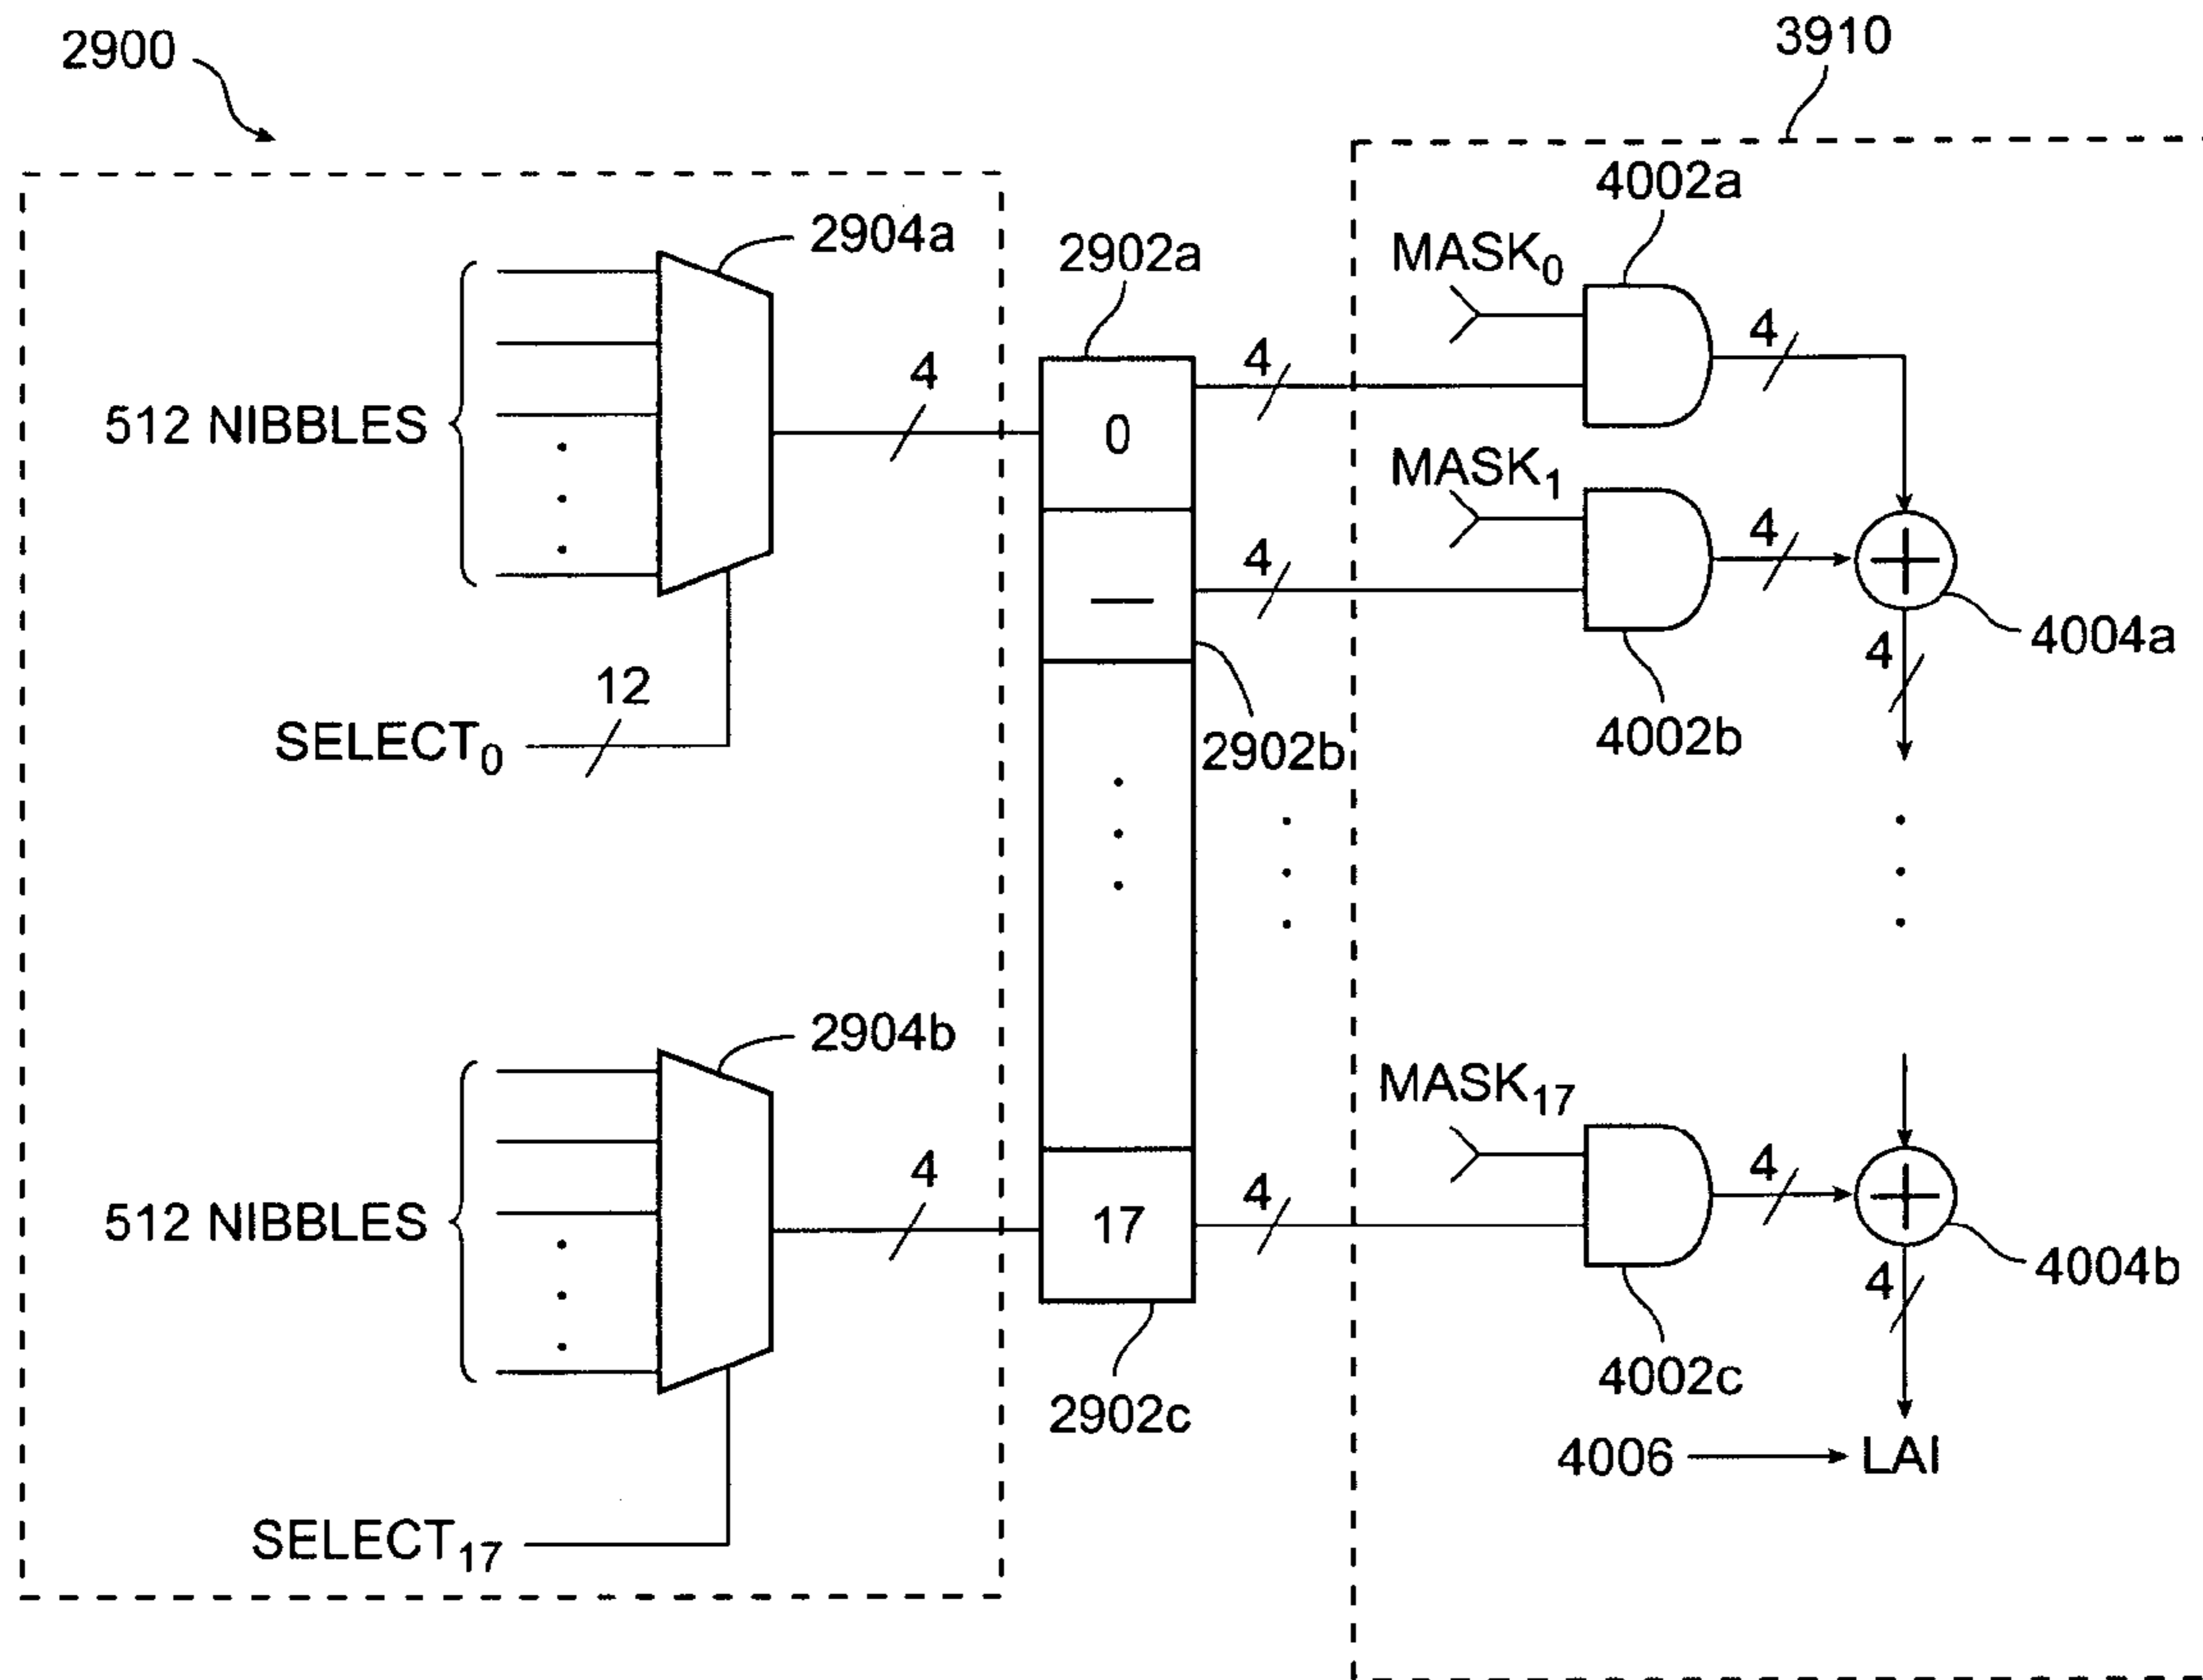 2900
3910
4002a
2904a
2902a
MASK0
4
4
4
512 NIBBLES
0
MASK1
4
4
—
4004a
4
12
SELECT0
4002b
2902b
2904b
MASK17
4
4
4
512 NIBBLES
17
4004b
4
4002c
2902c
4006
LAI
SELECT17